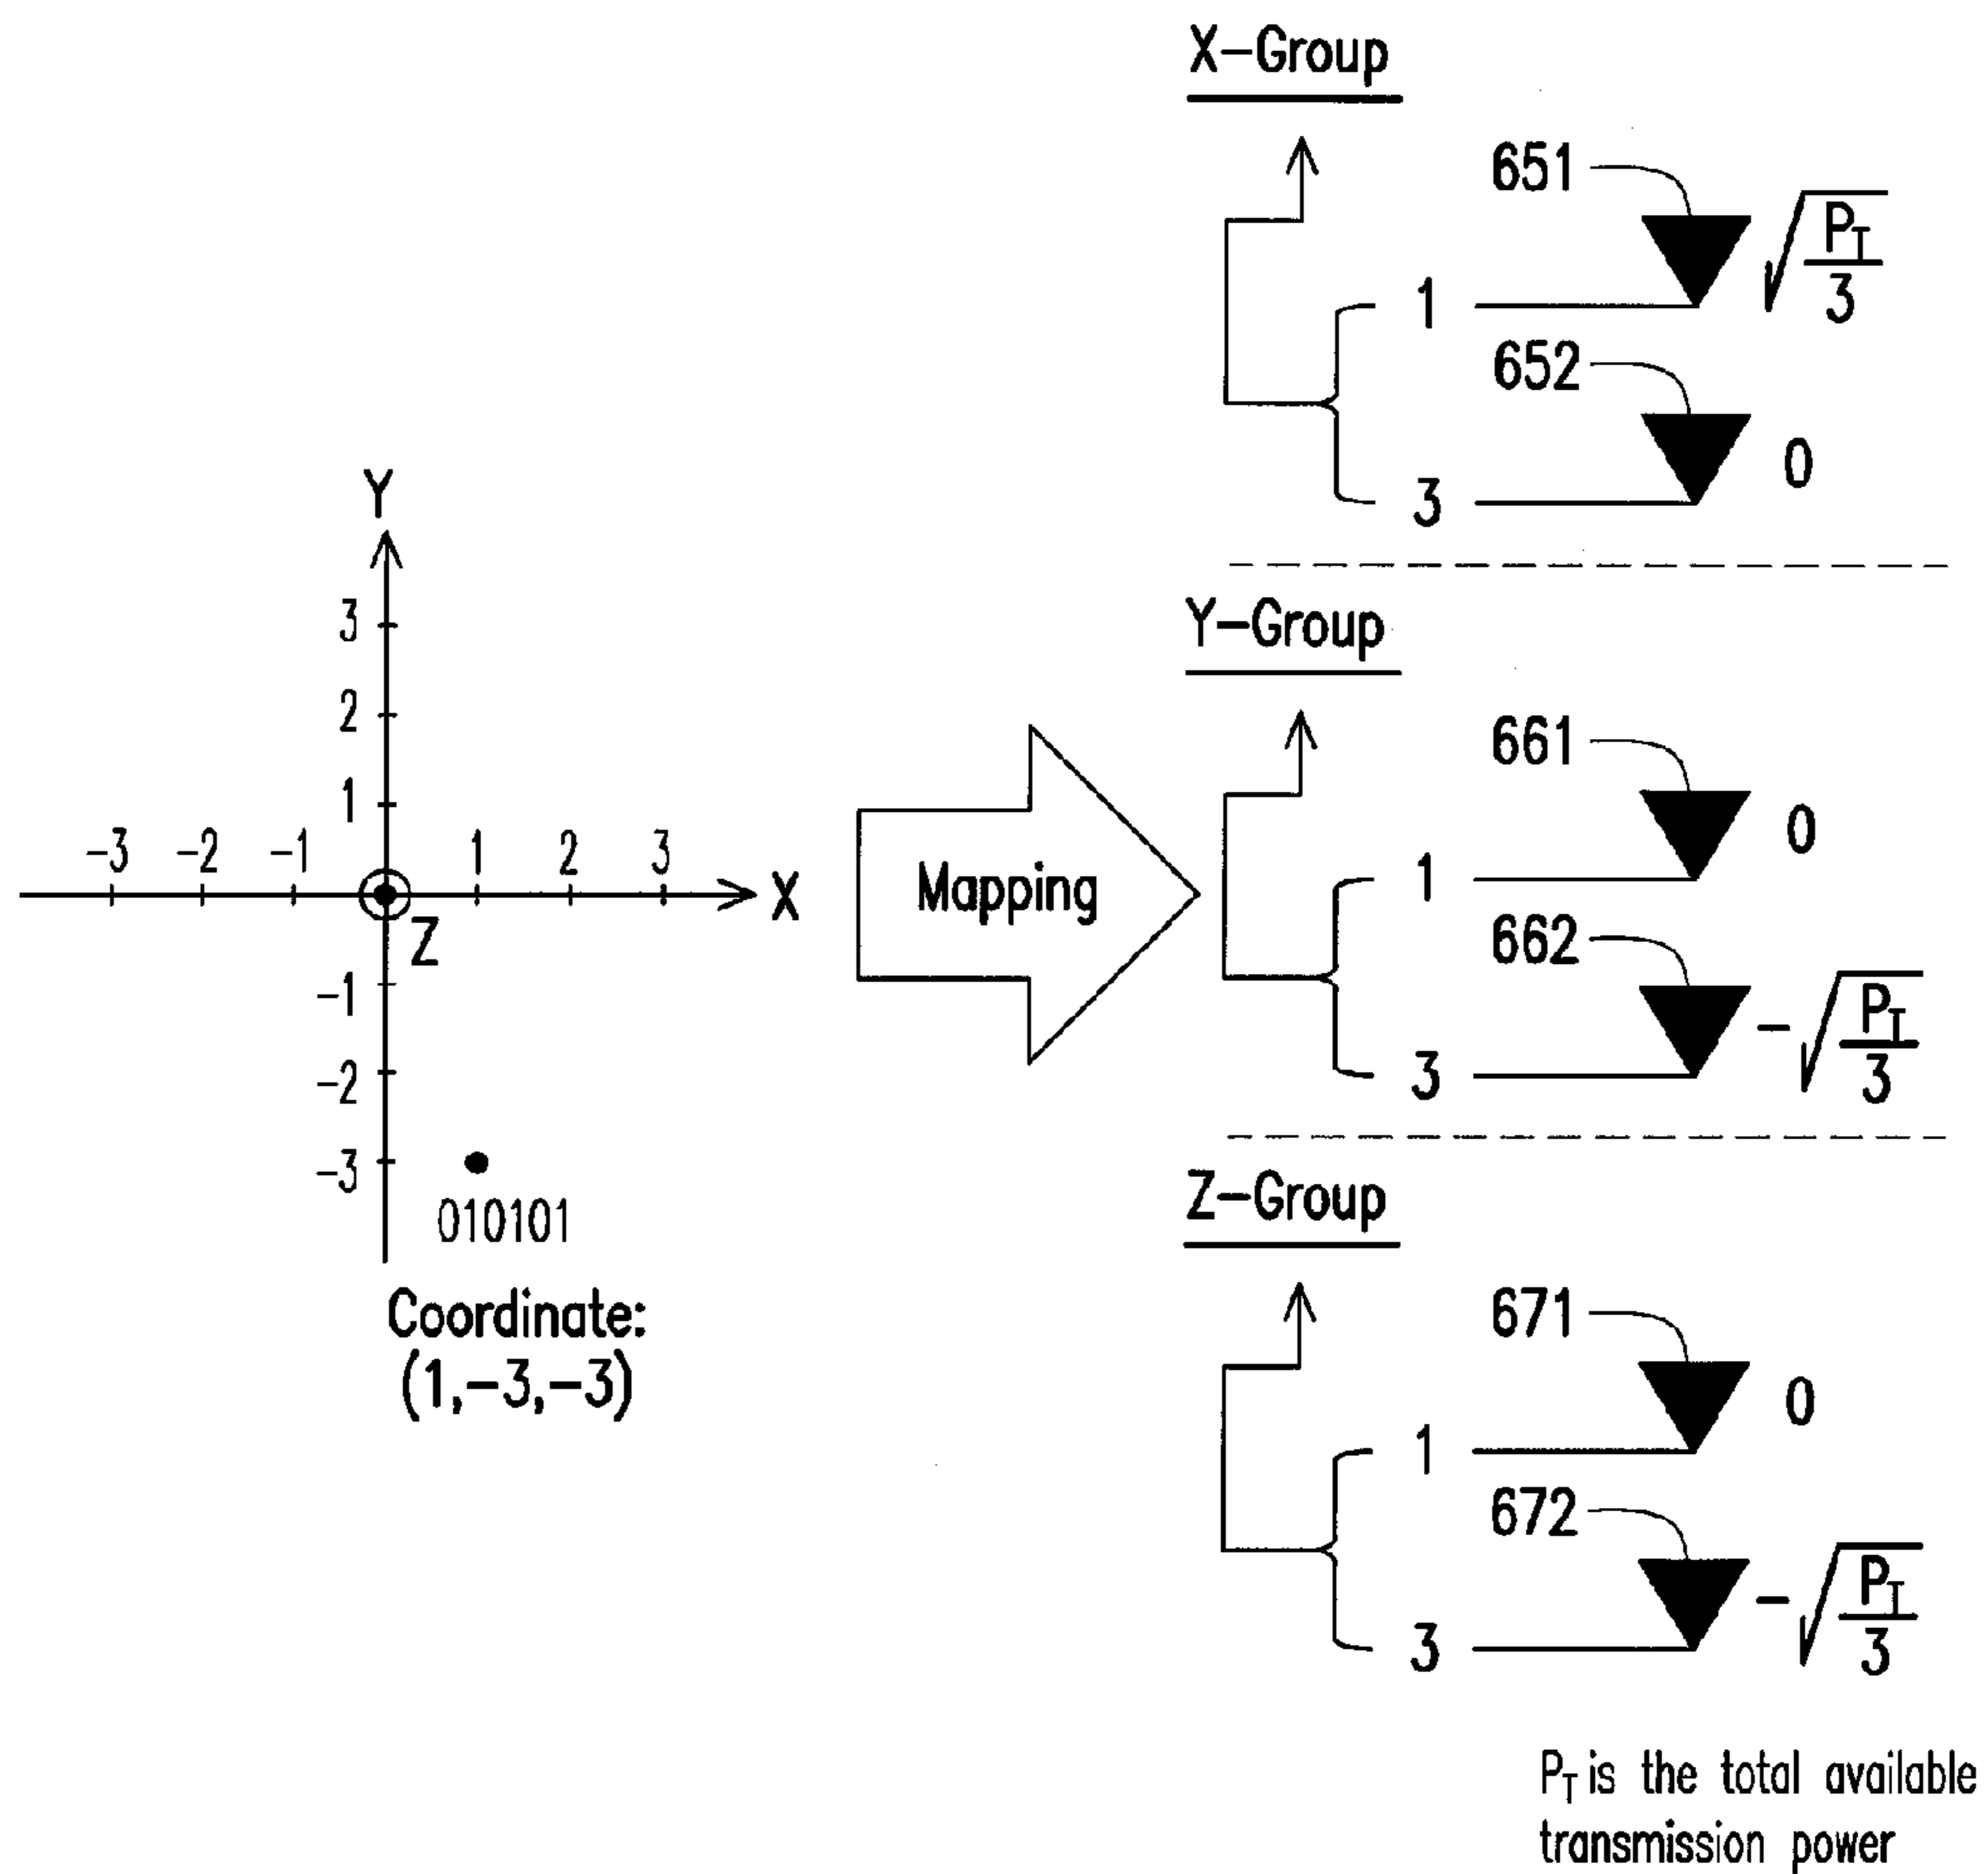 X-Group
651
√(P_T/3)
1
652
0
3
Y
3
2
1
-3 -2 -1 1 2 3
X
Z
-1
-2
-3
010101
Coordinate:
(1,-3,-3)
Mapping
Y-Group
661
0
1
662
-√(P_T/3)
3
Z-Group
671
0
1
672
-√(P_T/3)
3
P_T is the total available
transmission power